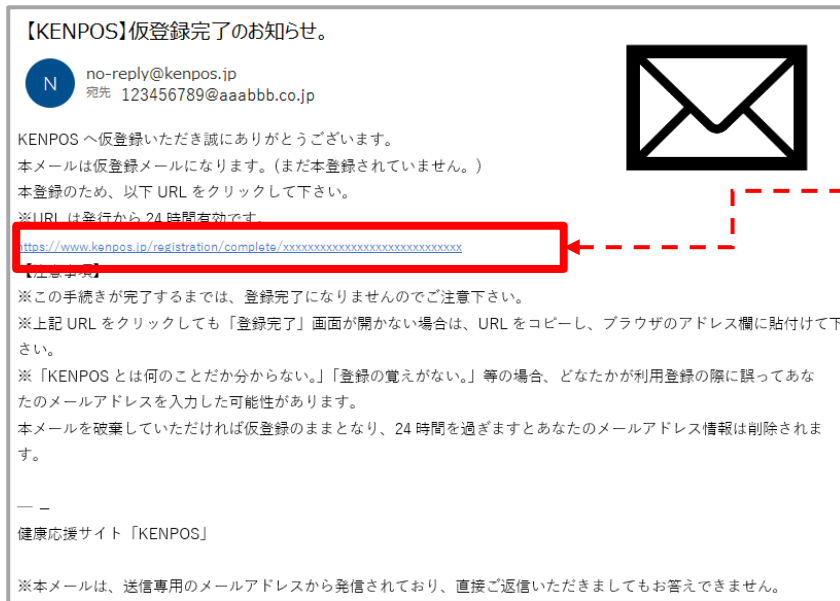 【KENPOS】仮登録完了のお知らせ。
N
no-reply@kenpos.jp
宛先 123456789@aaabbb.co.jp
KENPOS へ仮登録いただき誠にありがとうございます。
本メールは仮登録メールになります。(まだ本登録されていません。)
本登録のため、以下 URL をクリックして下さい。
※URL は発行から 24 時間有効です。
https://www.kenpos.jp/registration/complete/xxxxxxxxxxxxxxxxxxxxxxxxxxxxx
【注意事項】
※この手続きが完了するまでは、登録完了になりませんのでご注意下さい。
※上記 URL をクリックしても「登録完了」画面が開かない場合は、URL をコピーし、ブラウザのアドレス欄に貼付けて下
さい。
※「KENPOS とは何のことだか分からない。」「登録の覚えがない。」等の場合、どなたかが利用登録の際に誤ってあな
たのメールアドレスを入力した可能性があります。
本メールを破棄していただければ仮登録のままとなり、24 時間を過ぎますとあなたのメールアドレス情報は削除されま
す。
— –
健康応援サイト「KENPOS」
※本メールは、送信専用のメールアドレスから発信されており、直接ご返信いただきましてもお答えできません。